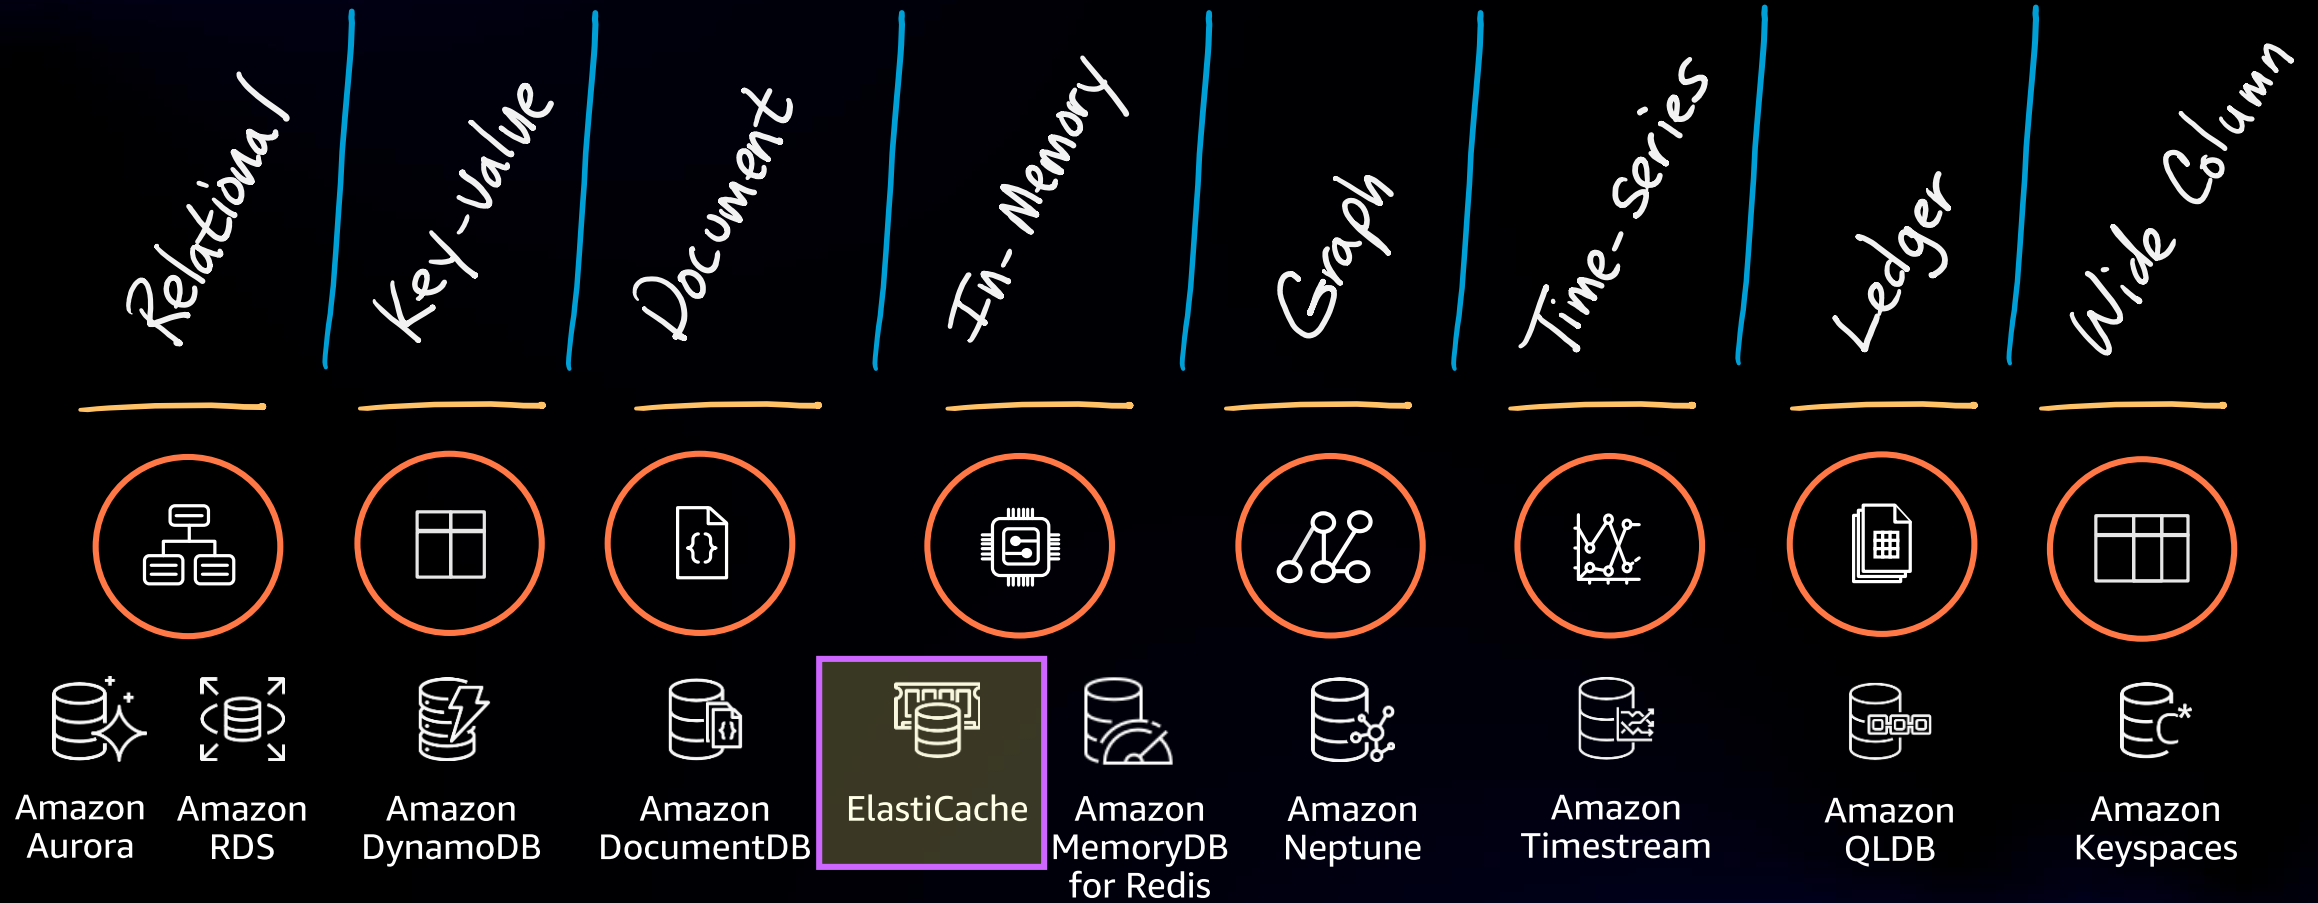 Relational
Key-value
Document
In-Memory
Graph
Time-series
Ledger
Wide Column
Amazon
Aurora
Amazon
RDS
Amazon
DynamoDB
Amazon
DocumentDB
ElastiCache
Amazon
MemoryDB
for Redis
Amazon
Neptune
Amazon
Timestream
Amazon
QLDB
C*
Amazon
Keyspaces